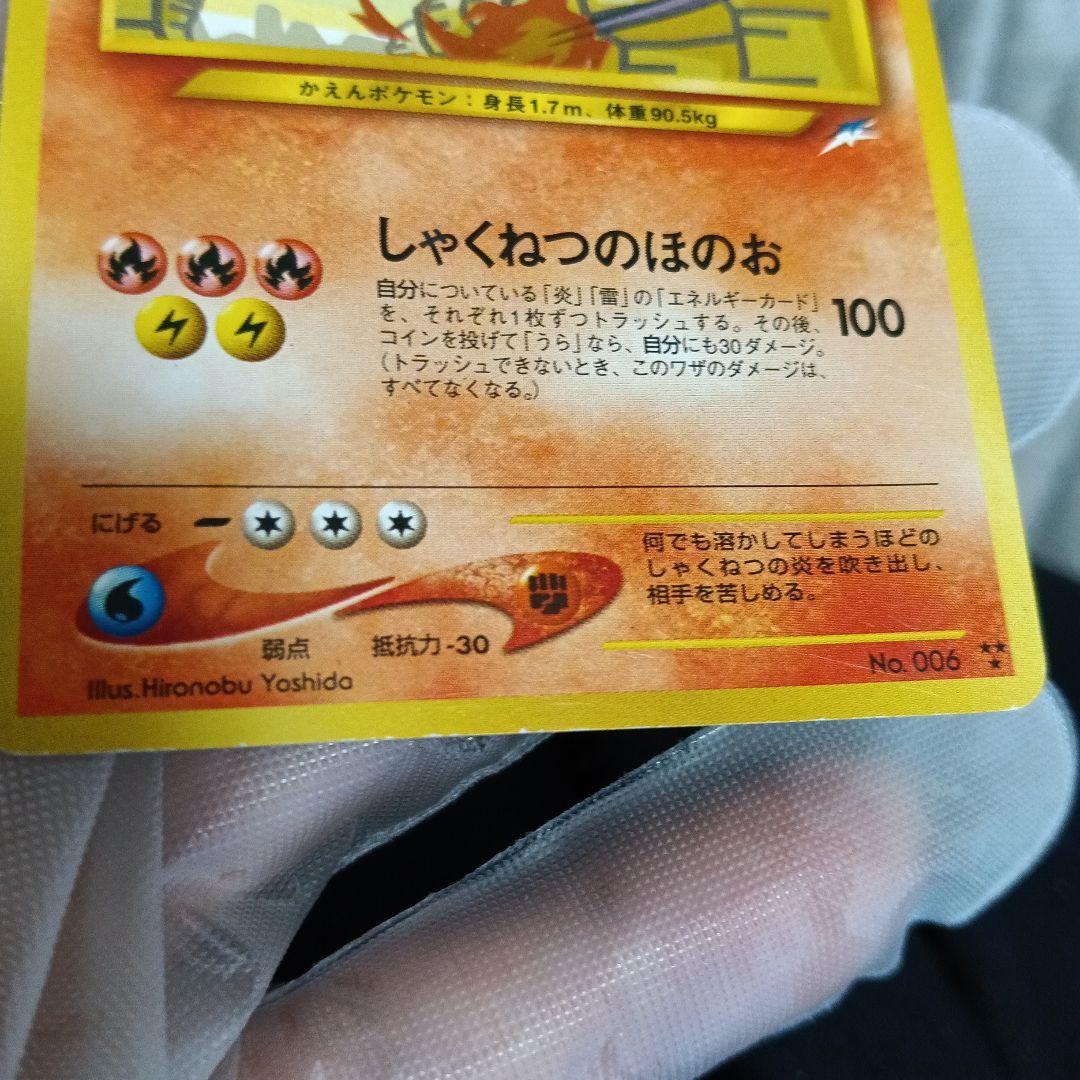 かえんポケモン：身長1.7m、体重90.5kg
しゃくねつのほのお
自分についている「炎」「雷」の「エネルギーカード」
を、それぞれ1枚ずつトラッシュする。その後、
コインを投げて「うら」なら、自分にも30ダメージ。
（トラッシュできないとき、このワザのダメージは、
すべてなくなる。）
100
にげる
何でも溶かしてしまうほどの
しゃくねつの炎を吹き出し、
相手を苦しめる。
弱点
抵抗力-30
Illus.Hironobu Yoshida
No. 006